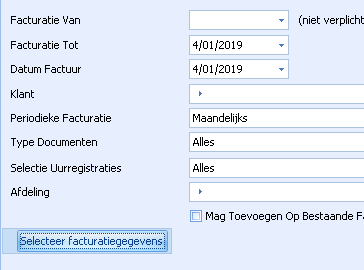 Facturatie Van (niet verplicht
Facturatie Tot 4/01/2019
Datum Factuur 4/01/2019
Klant
Periodieke Facturatie Maandelijks
Type Documenten Alles
Selectie Uurregistraties Alles
Afdeling
Mag Toevoegen Op Bestaande Fa
Selecteer facturatiegegevens